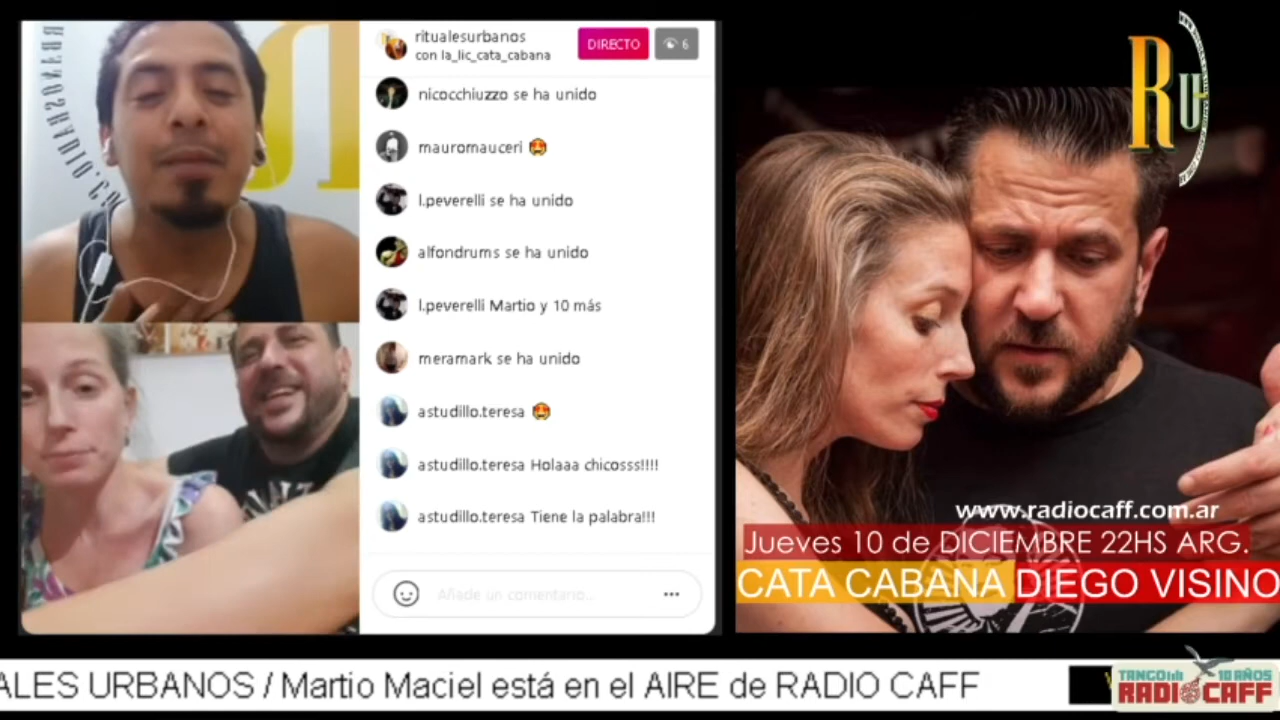 ritualesurbanos
con la_lic_cata_cabana
DIRECTO
6
nicocchiuzzo se ha unido
mauromauceri 🤩
l.peverelli se ha unido
alfondrums se ha unido
l.peverelli Martio y 10 más
meramark se ha unido
astudillo.teresa 🤩
astudillo.teresa Holaaa chicosss!!!!
astudillo.teresa Tiene la palabra!!!
Añade un comentario...
RU
www.radiocaff.com.ar
Jueves 10 de DICIEMBRE 22HS ARG.
CATA CABANA DIEGO VISINO
ALES URBANOS / Martio Maciel está en el AIRE de RADIO CAFF
TANGO 10 AÑOS
RADIO CAFF